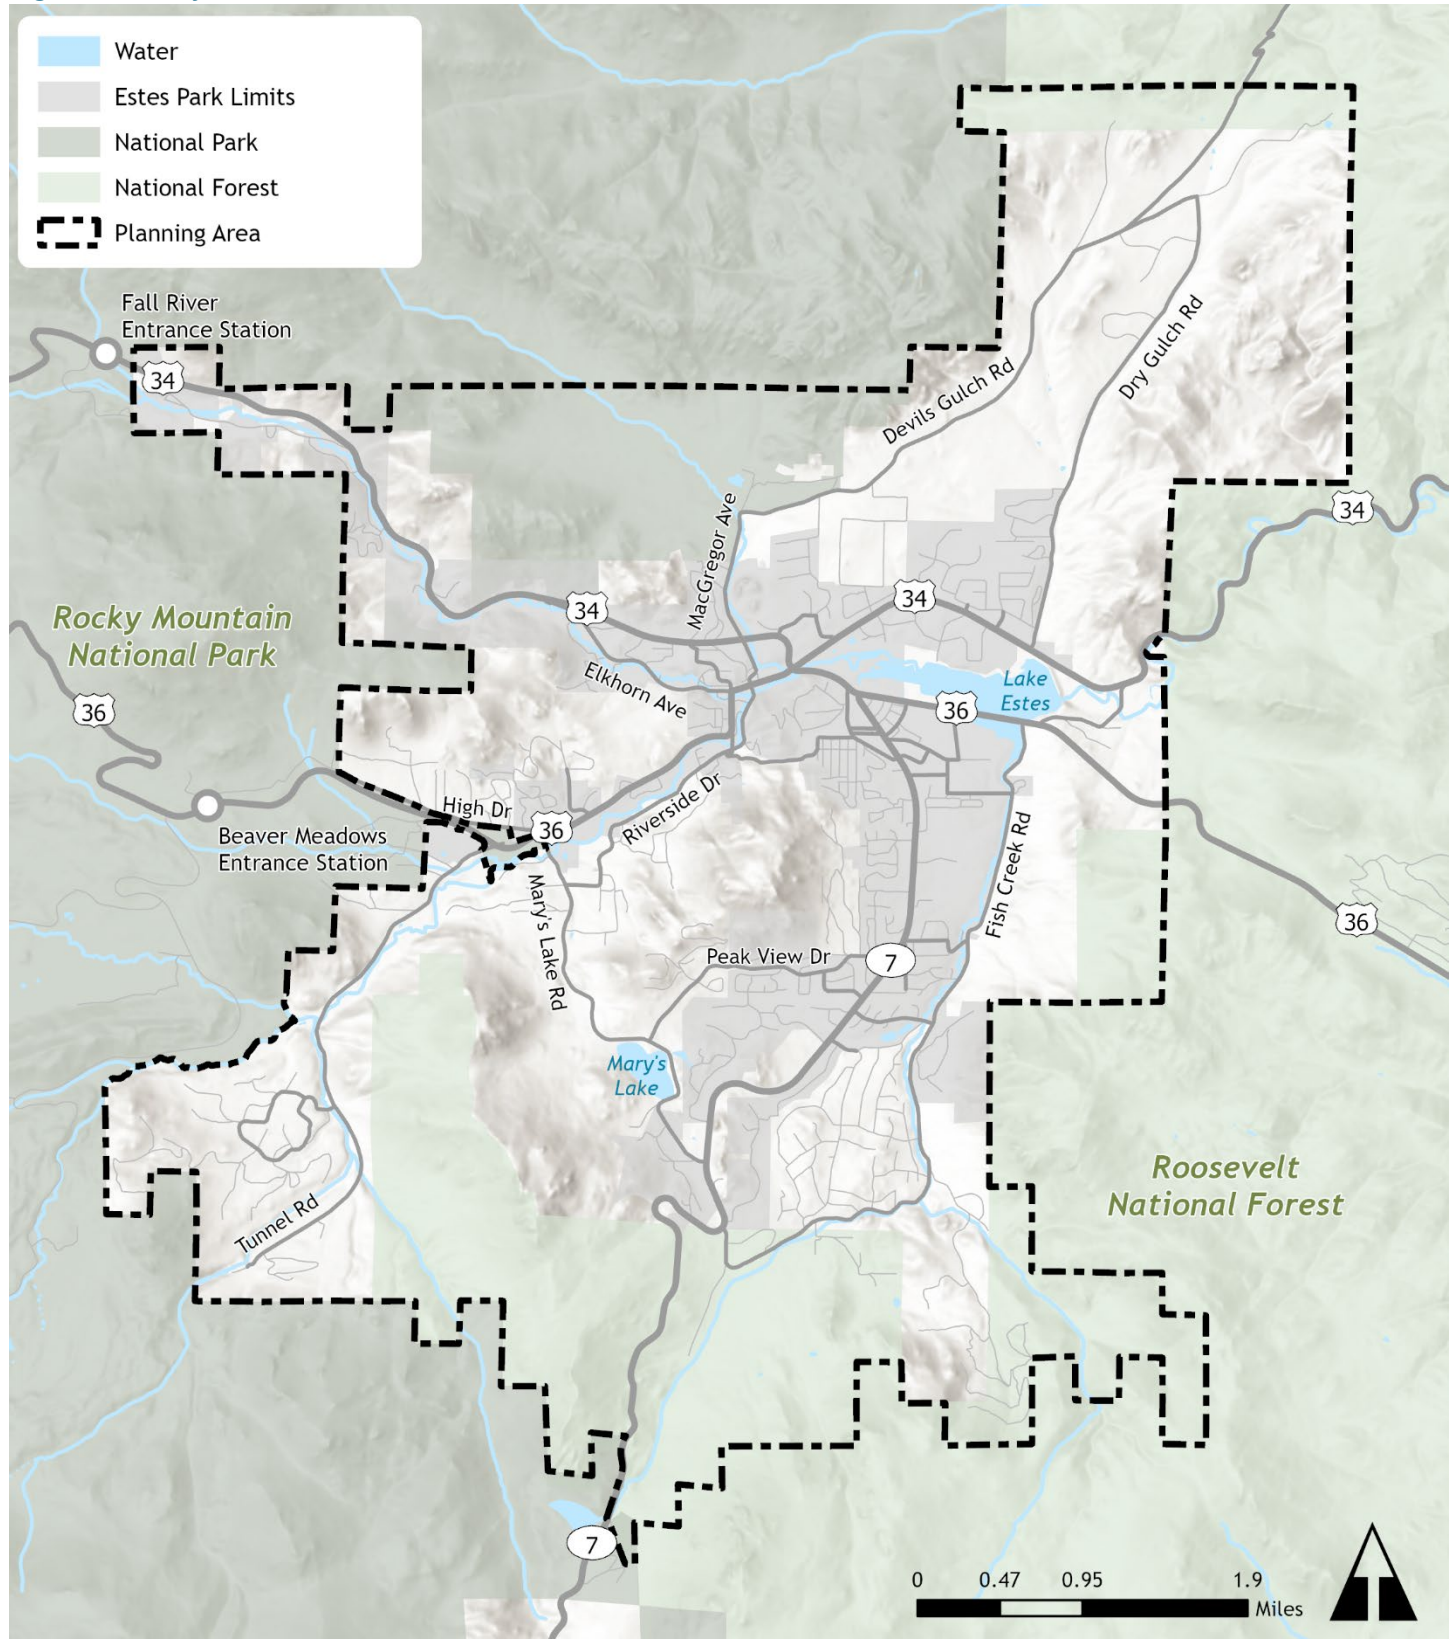 Water
Estes Park Limits
National Park
National Forest
Planning Area
Fall River
Entrance Station
34
Devils Gulch Rd
Dry Gulch Rd
34
MacGregor Ave
34
34
Rocky Mountain
National Park
Elkhorn Ave
Lake
Estes
36
36
High Dr
36
Riverside Dr
Beaver Meadows
Entrance Station
Mary's Lake Rd
Fish Creek Rd
36
Peak View Dr
7
Mary's
Lake
Roosevelt
National Forest
Tunnel Rd
7
0 0.47 0.95 1.9
Miles